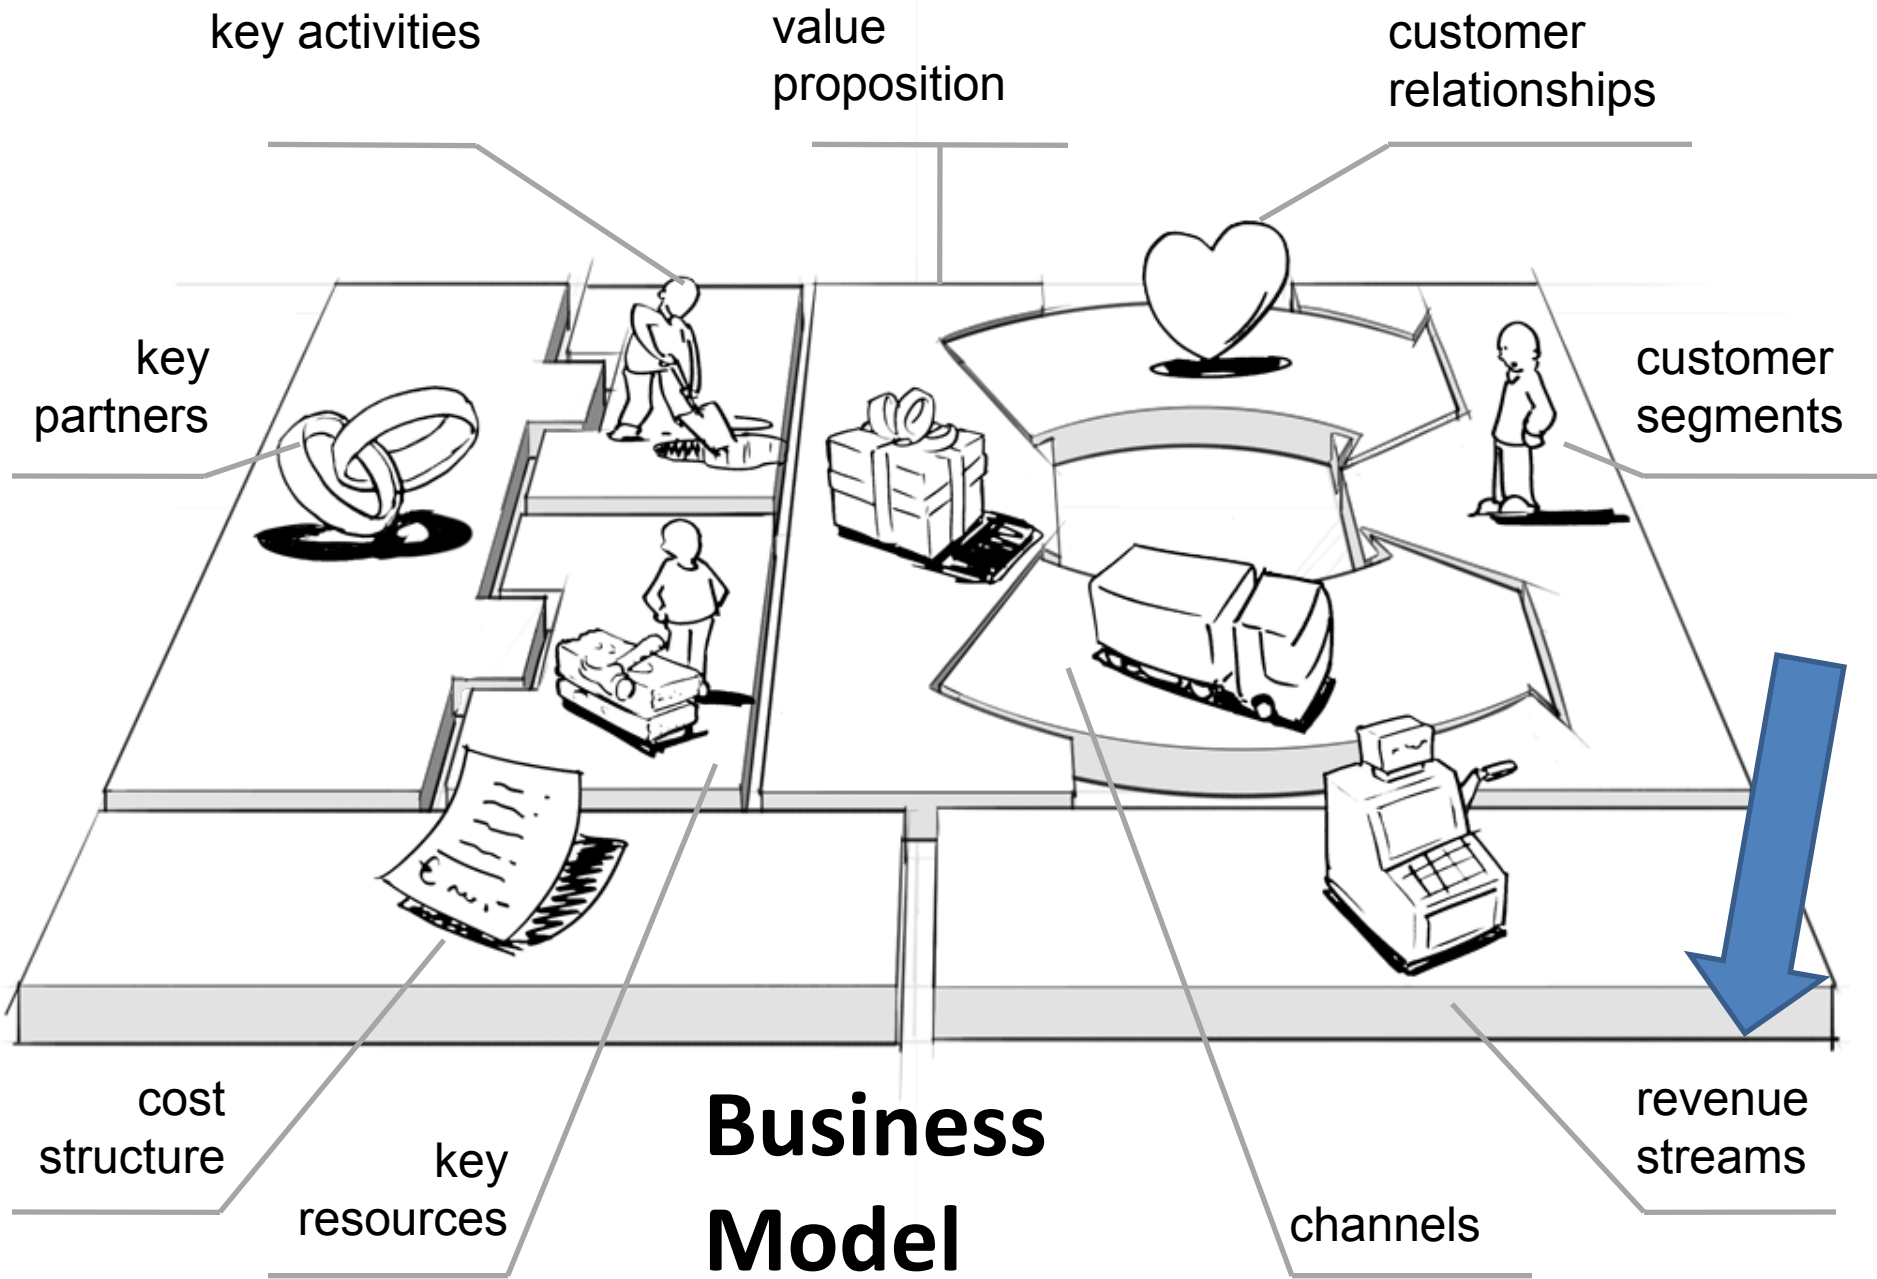 key activities
value
proposition
customer
relationships
key
partners
customer
segments
cost
structure
key
resources
Business
Model
channels
revenue
streams
€